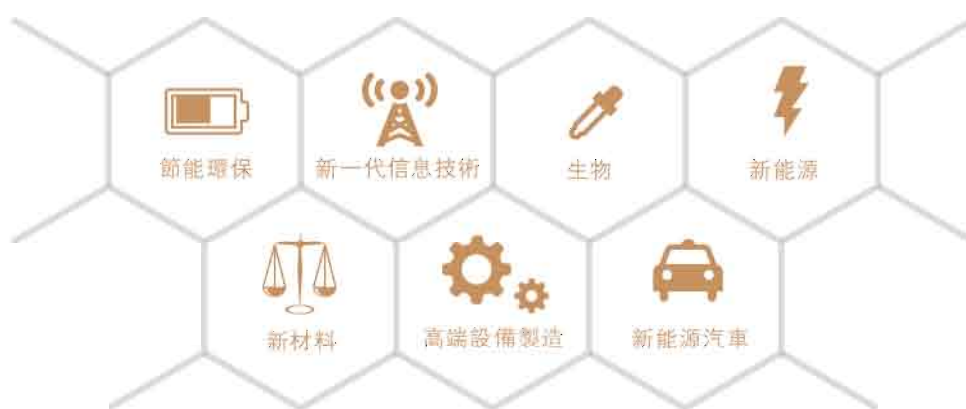 節能環保
新一代信息技術
生物
新能源
新材料
高端設備製造
新能源汽車